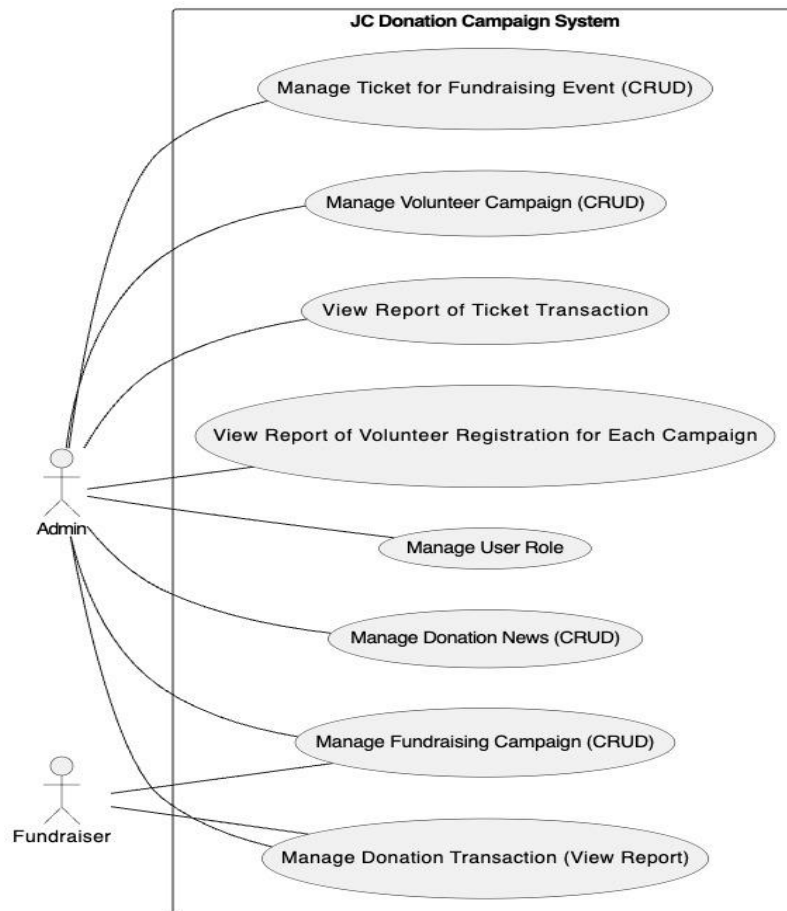 JC Donation Campaign System
Manage Ticket for Fundraising Event (CRUD)
Manage Volunteer Campaign (CRUD)
View Report of Ticket Transaction
View Report of Volunteer Registration for Each Campaign
Admin
Manage User Role
Manage Donation News (CRUD)
Manage Fundraising Campaign (CRUD)
Fundraiser
Manage Donation Transaction (View Report)